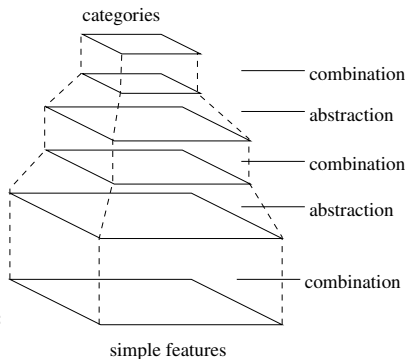 categories
combination
abstraction
combination
abstraction
combination
simple features